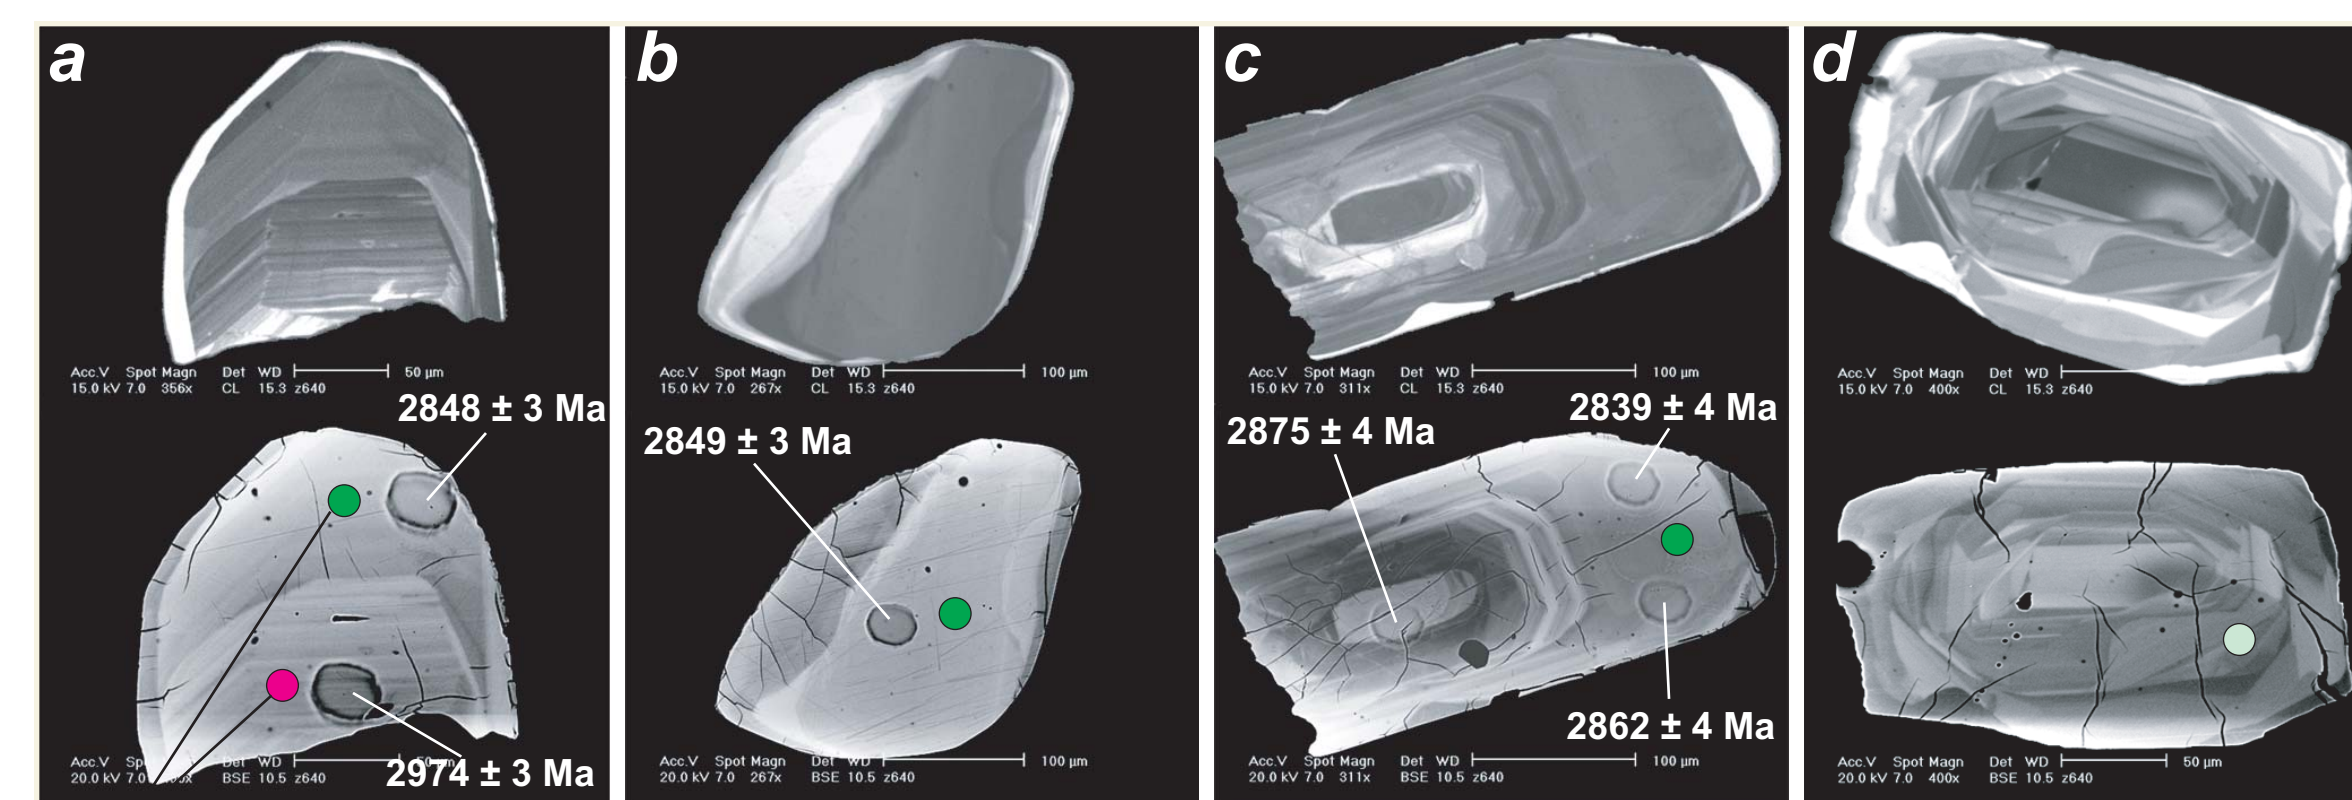 a
Acc.V Spot Magn Det WD 50 µm
15.0 kV 7.0 356x CL 15.3 z640
2848 ± 3 Ma
Acc.V Det WD 50 µm
20.0 kV 7.0 BSE 10.5 z640
2974 ± 3 Ma
b
Acc.V Spot Magn Det WD 100 µm
15.0 kV 7.0 267x CL 15.3 z640
2849 ± 3 Ma
Acc.V Spot Magn Det WD 100 µm
20.0 kV 7.0 267x BSE 10.5 z640
c
Acc.V Spot Magn Det WD 100 µm
15.0 kV 7.0 311x CL 15.3 z640
2839 ± 4 Ma
2875 ± 4 Ma
2862 ± 4 Ma
Acc.V Spot Magn Det WD 100 µm
20.0 kV 7.0 311x BSE 10.5 z640
d
Acc.V Spot Magn Det WD
15.0 kV 7.0 400x CL 15.3 z640
Acc.V Spot Magn Det WD 50 µm
20.0 kV 7.0 400x BSE 10.5 z640